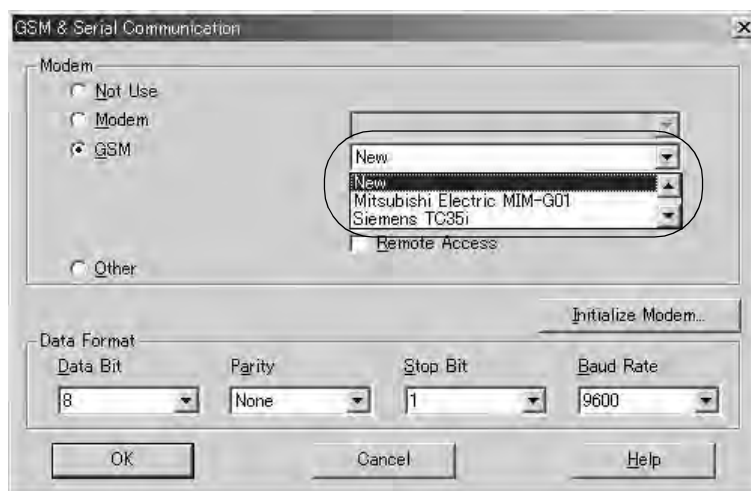 GSM & Serial Communication
Modem
Not Use
Modem
GSM
New
New
Mitsubishi Electric MIM-G01
Siemens TC35i
Remote Access
Other
Initialize Modem...
Data Format
Data Bit
Parity
Stop Bit
Baud Rate
8
None
1
9600
OK
Cancel
Help